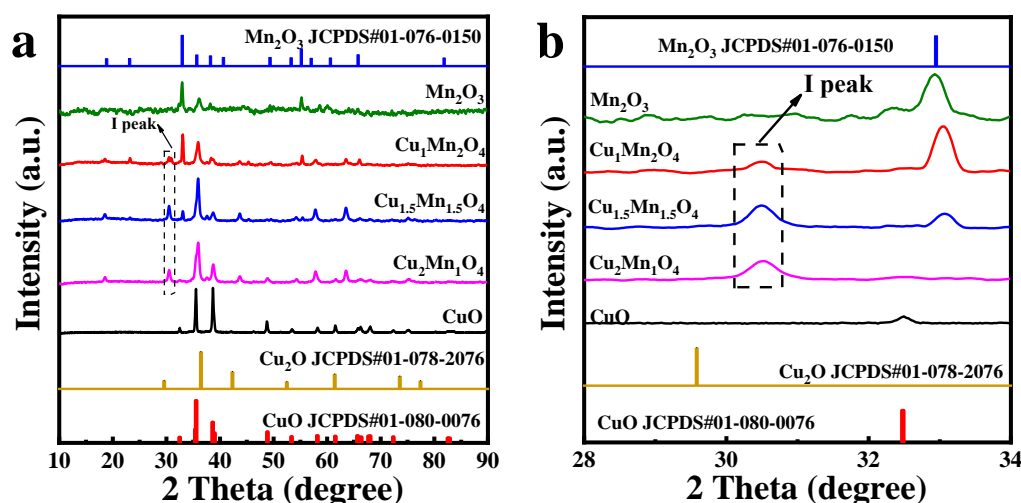 a
Mn₂O₃ JCPDS#01-076-0150
Mn₂O₃
I peak
Cu₁Mn₂O₄
Cu₁.₅Mn₁.₅O₄
Cu₂Mn₁O₄
CuO
Cu₂O JCPDS#01-078-2076
CuO JCPDS#01-080-0076
Intensity (a.u.)
10 20 30 40 50 60 70 80 90
2 Theta (degree)
b
Mn₂O₃ JCPDS#01-076-0150
I peak
Mn₂O₃
Cu₁Mn₂O₄
Cu₁.₅Mn₁.₅O₄
Cu₂Mn₁O₄
CuO
Cu₂O JCPDS#01-078-2076
CuO JCPDS#01-080-0076
Intensity (a.u.)
28 30 32 34
2 Theta (degree)